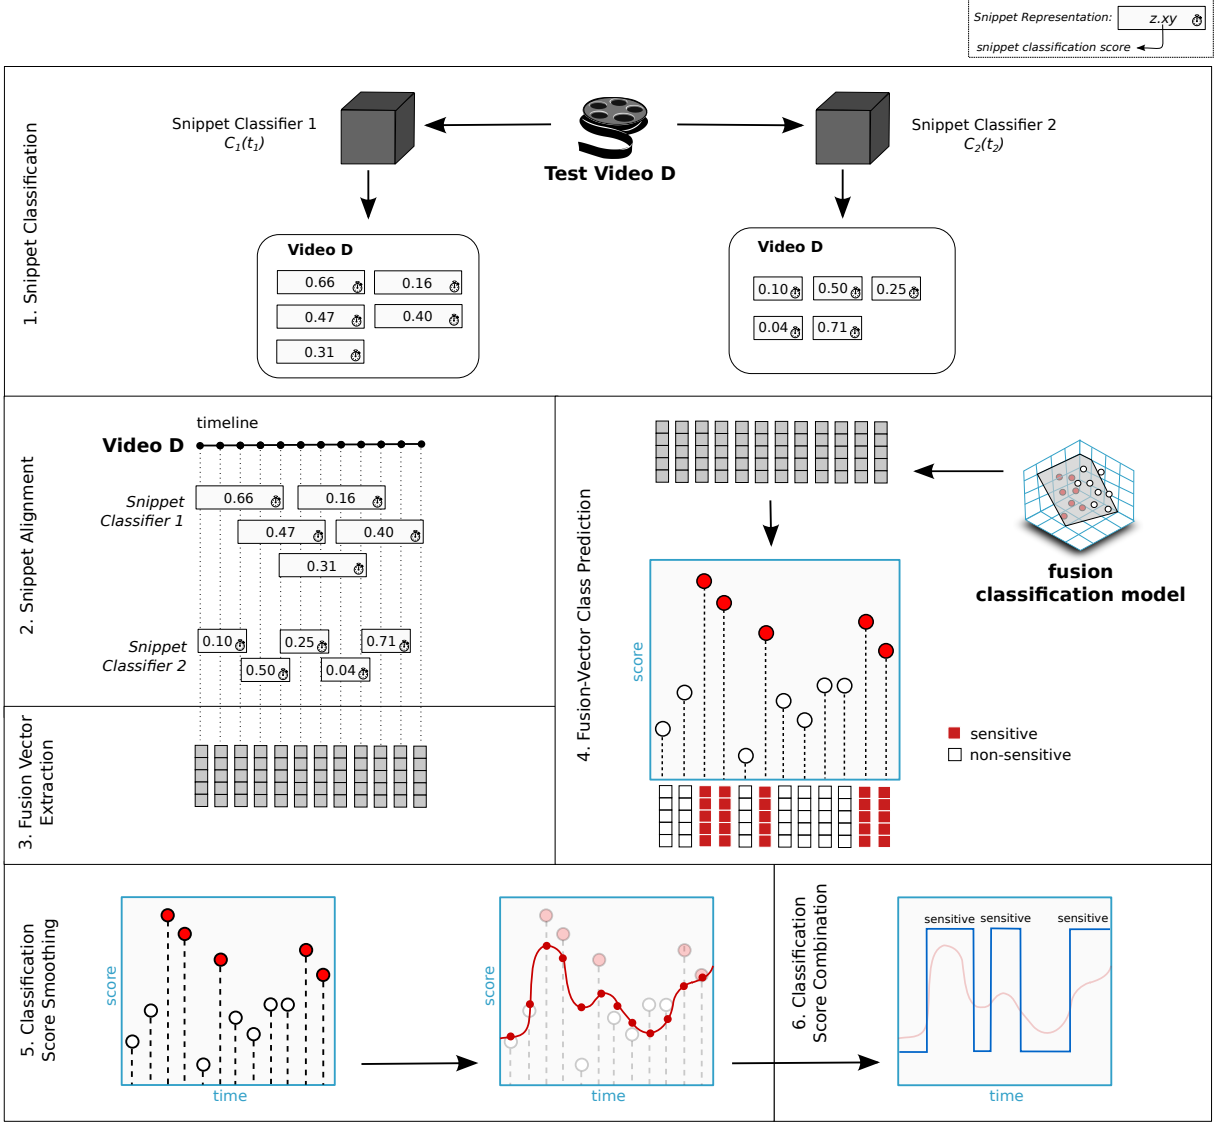 Snippet Representation:
z.xy
snippet classification score
1. Snippet Classification
Snippet Classifier 1
C₁(t₁)
Test Video D
Snippet Classifier 2
C₂(t₂)
Video D
0.66
0.16
0.47
0.40
0.31
Video D
0.10
0.50
0.25
0.04
0.71
2. Snippet Alignment
timeline
Video D
Snippet
Classifier 1
0.66
0.16
0.47
0.40
0.31
Snippet
Classifier 2
0.10
0.25
0.71
0.50
0.04
3. Fusion Vector
Extraction
4. Fusion-Vector Class Prediction
fusion
classification model
score
sensitive
non-sensitive
5. Classification
Score Smoothing
score
time
score
time
6. Classification
Score Combination
sensitive
sensitive
sensitive
time